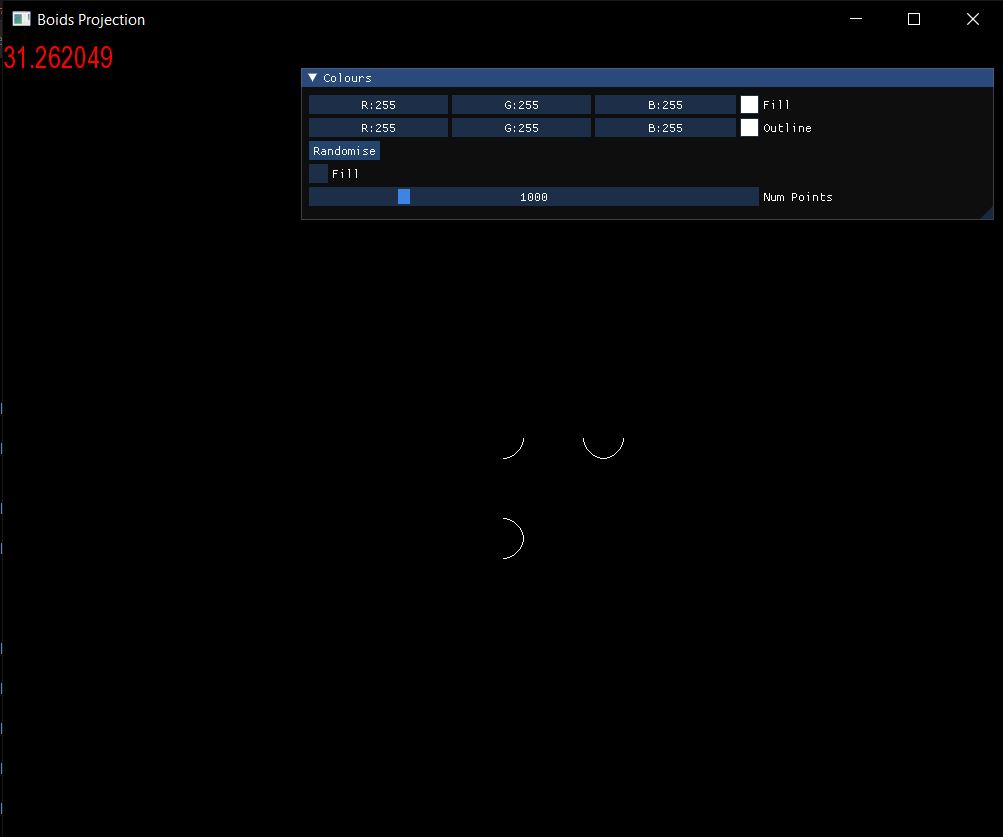 Boids Projection
31.262049
Colours
R:255 G:255 B:255 Fill
R:255 G:255 B:255 Outline
Randomise
Fill
1000 Num Points